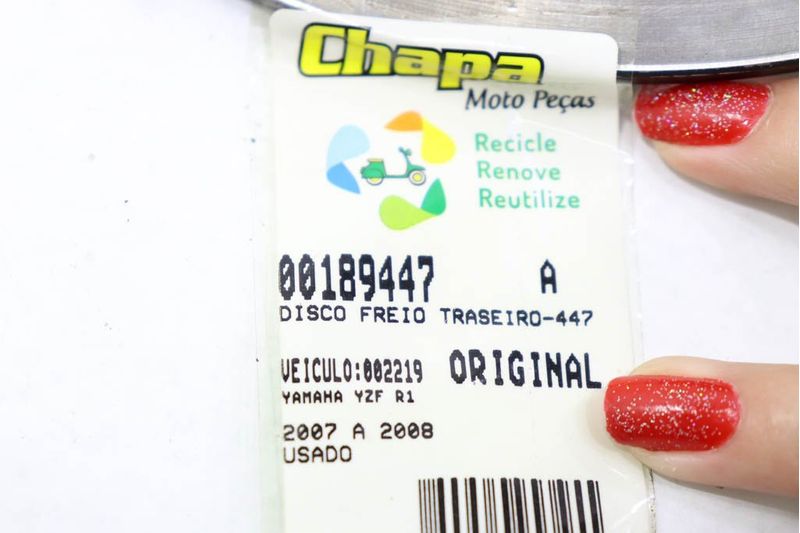 Chapa
Moto Peças
Recicle
Renove
Reutilize
00189447 A
DISCO FREIO TRASEIRO-447
VEICULO:002219 ORIGINAL
YAMAHA YZF R1
2007 A 2008
USADO